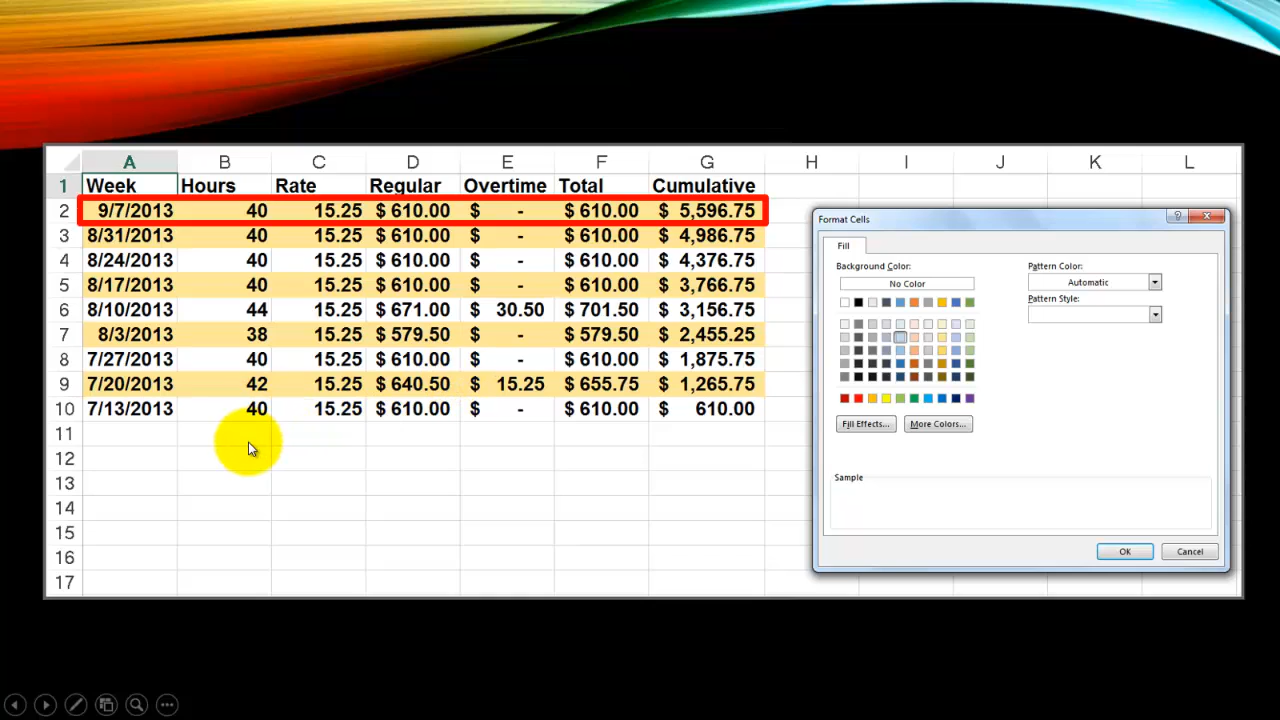 A B C D E F G H I J K L
1 Week Hours Rate Regular Overtime Total Cumulative
2 9/7/2013 40 15.25 $ 610.00 $ - $ 610.00 $ 5,596.75
3 8/31/2013 40 15.25 $ 610.00 $ - $ 610.00 $ 4,986.75
4 8/24/2013 40 15.25 $ 610.00 $ - $ 610.00 $ 4,376.75
5 8/17/2013 40 15.25 $ 610.00 $ - $ 610.00 $ 3,766.75
6 8/10/2013 44 15.25 $ 671.00 $ 30.50 $ 701.50 $ 3,156.75
7 8/3/2013 38 15.25 $ 579.50 $ - $ 579.50 $ 2,455.25
8 7/27/2013 40 15.25 $ 610.00 $ - $ 610.00 $ 1,875.75
9 7/20/2013 42 15.25 $ 640.50 $ 15.25 $ 655.75 $ 1,265.75
10 7/13/2013 40 15.25 $ 610.00 $ - $ 610.00 $ 610.00
11
12
13
14
15
16
17
Format Cells ?
Fill
Background Color:
No Color
Pattern Color:
Automatic
Pattern Style:
Fill Effects... More Colors...
Sample
OK Cancel